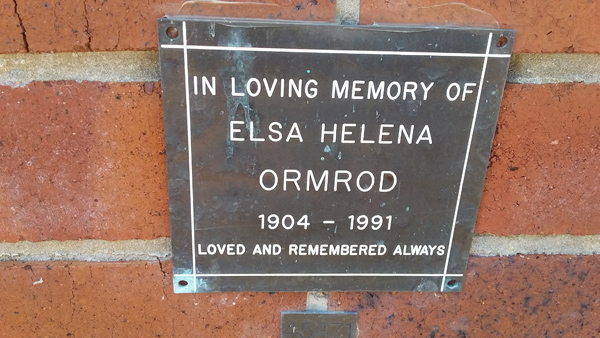 IN LOVING MEMORY OF
ELSA HELENA
ORMROD
1904 - 1991
LOVED AND REMEMBERED ALWAYS